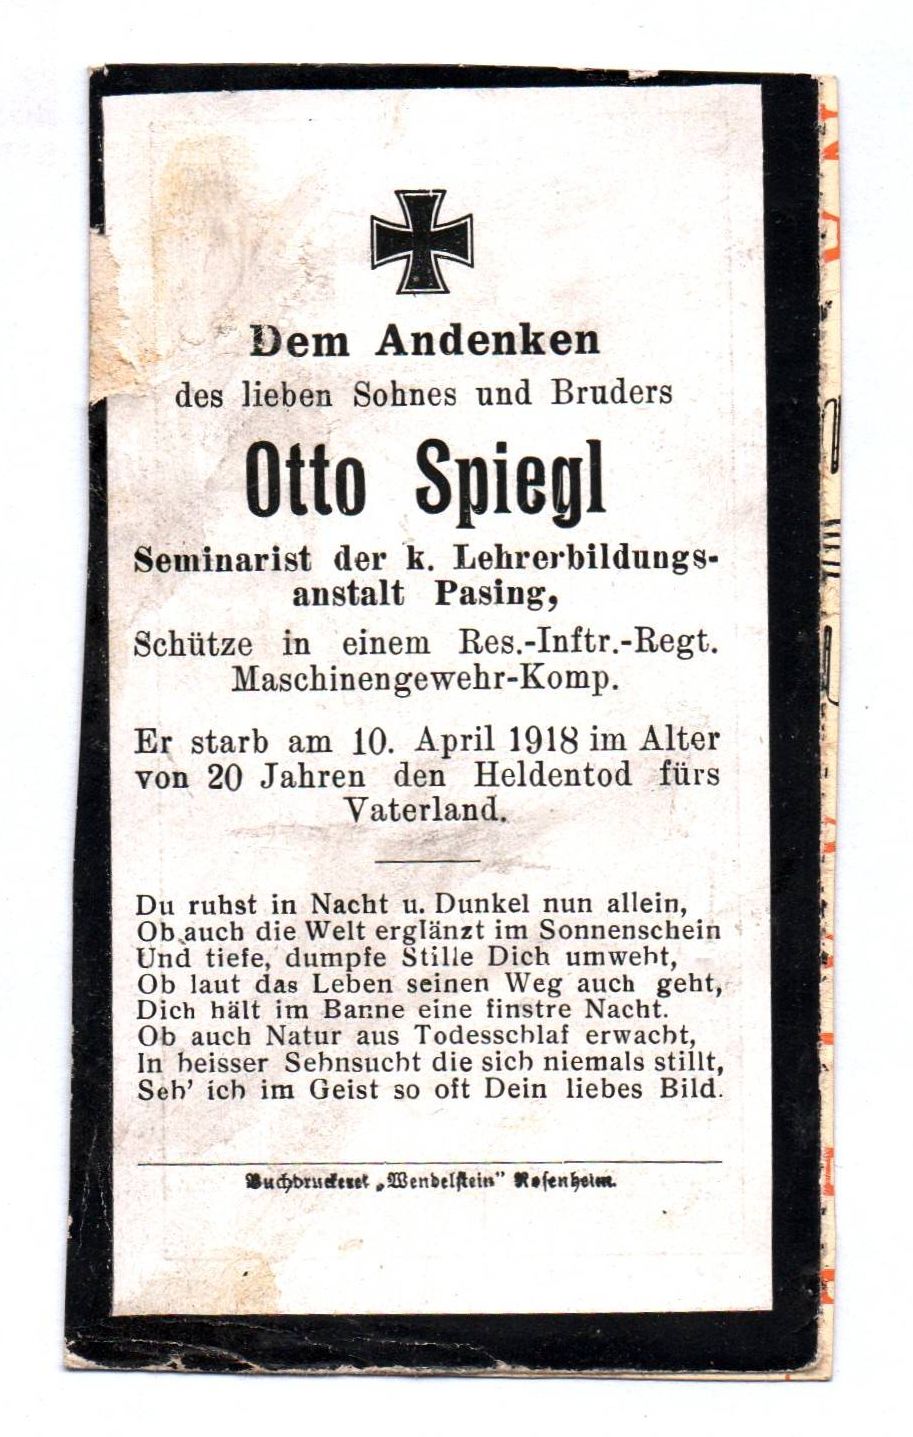 Dem Andenken
des lieben Sohnes und Bruders
Otto Spiegl
Seminarist der k. Lehrerbildungs-
anstalt Pasing,
Schütze in einem Res.-Inftr.-Regt.
Maschinengewehr-Komp.
Er starb am 10. April 1918 im Alter
von 20 Jahren den Heldentod fürs
Vaterland.
Du ruhst in Nacht u. Dunkel nun allein,
Ob auch die Welt erglänzt im Sonnenschein
Und tiefe, dumpfe Stille Dich umweht,
Ob laut das Leben seinen Weg auch geht,
Dich hält im Banne eine finstre Nacht.
Ob auch Natur aus Todesschlaf erwacht,
In heisser Sehnsucht die sich niemals stillt,
Seh' ich im Geist so oft Dein liebes Bild.
Buchdruckerei „Wendelstein" Rosenheim.